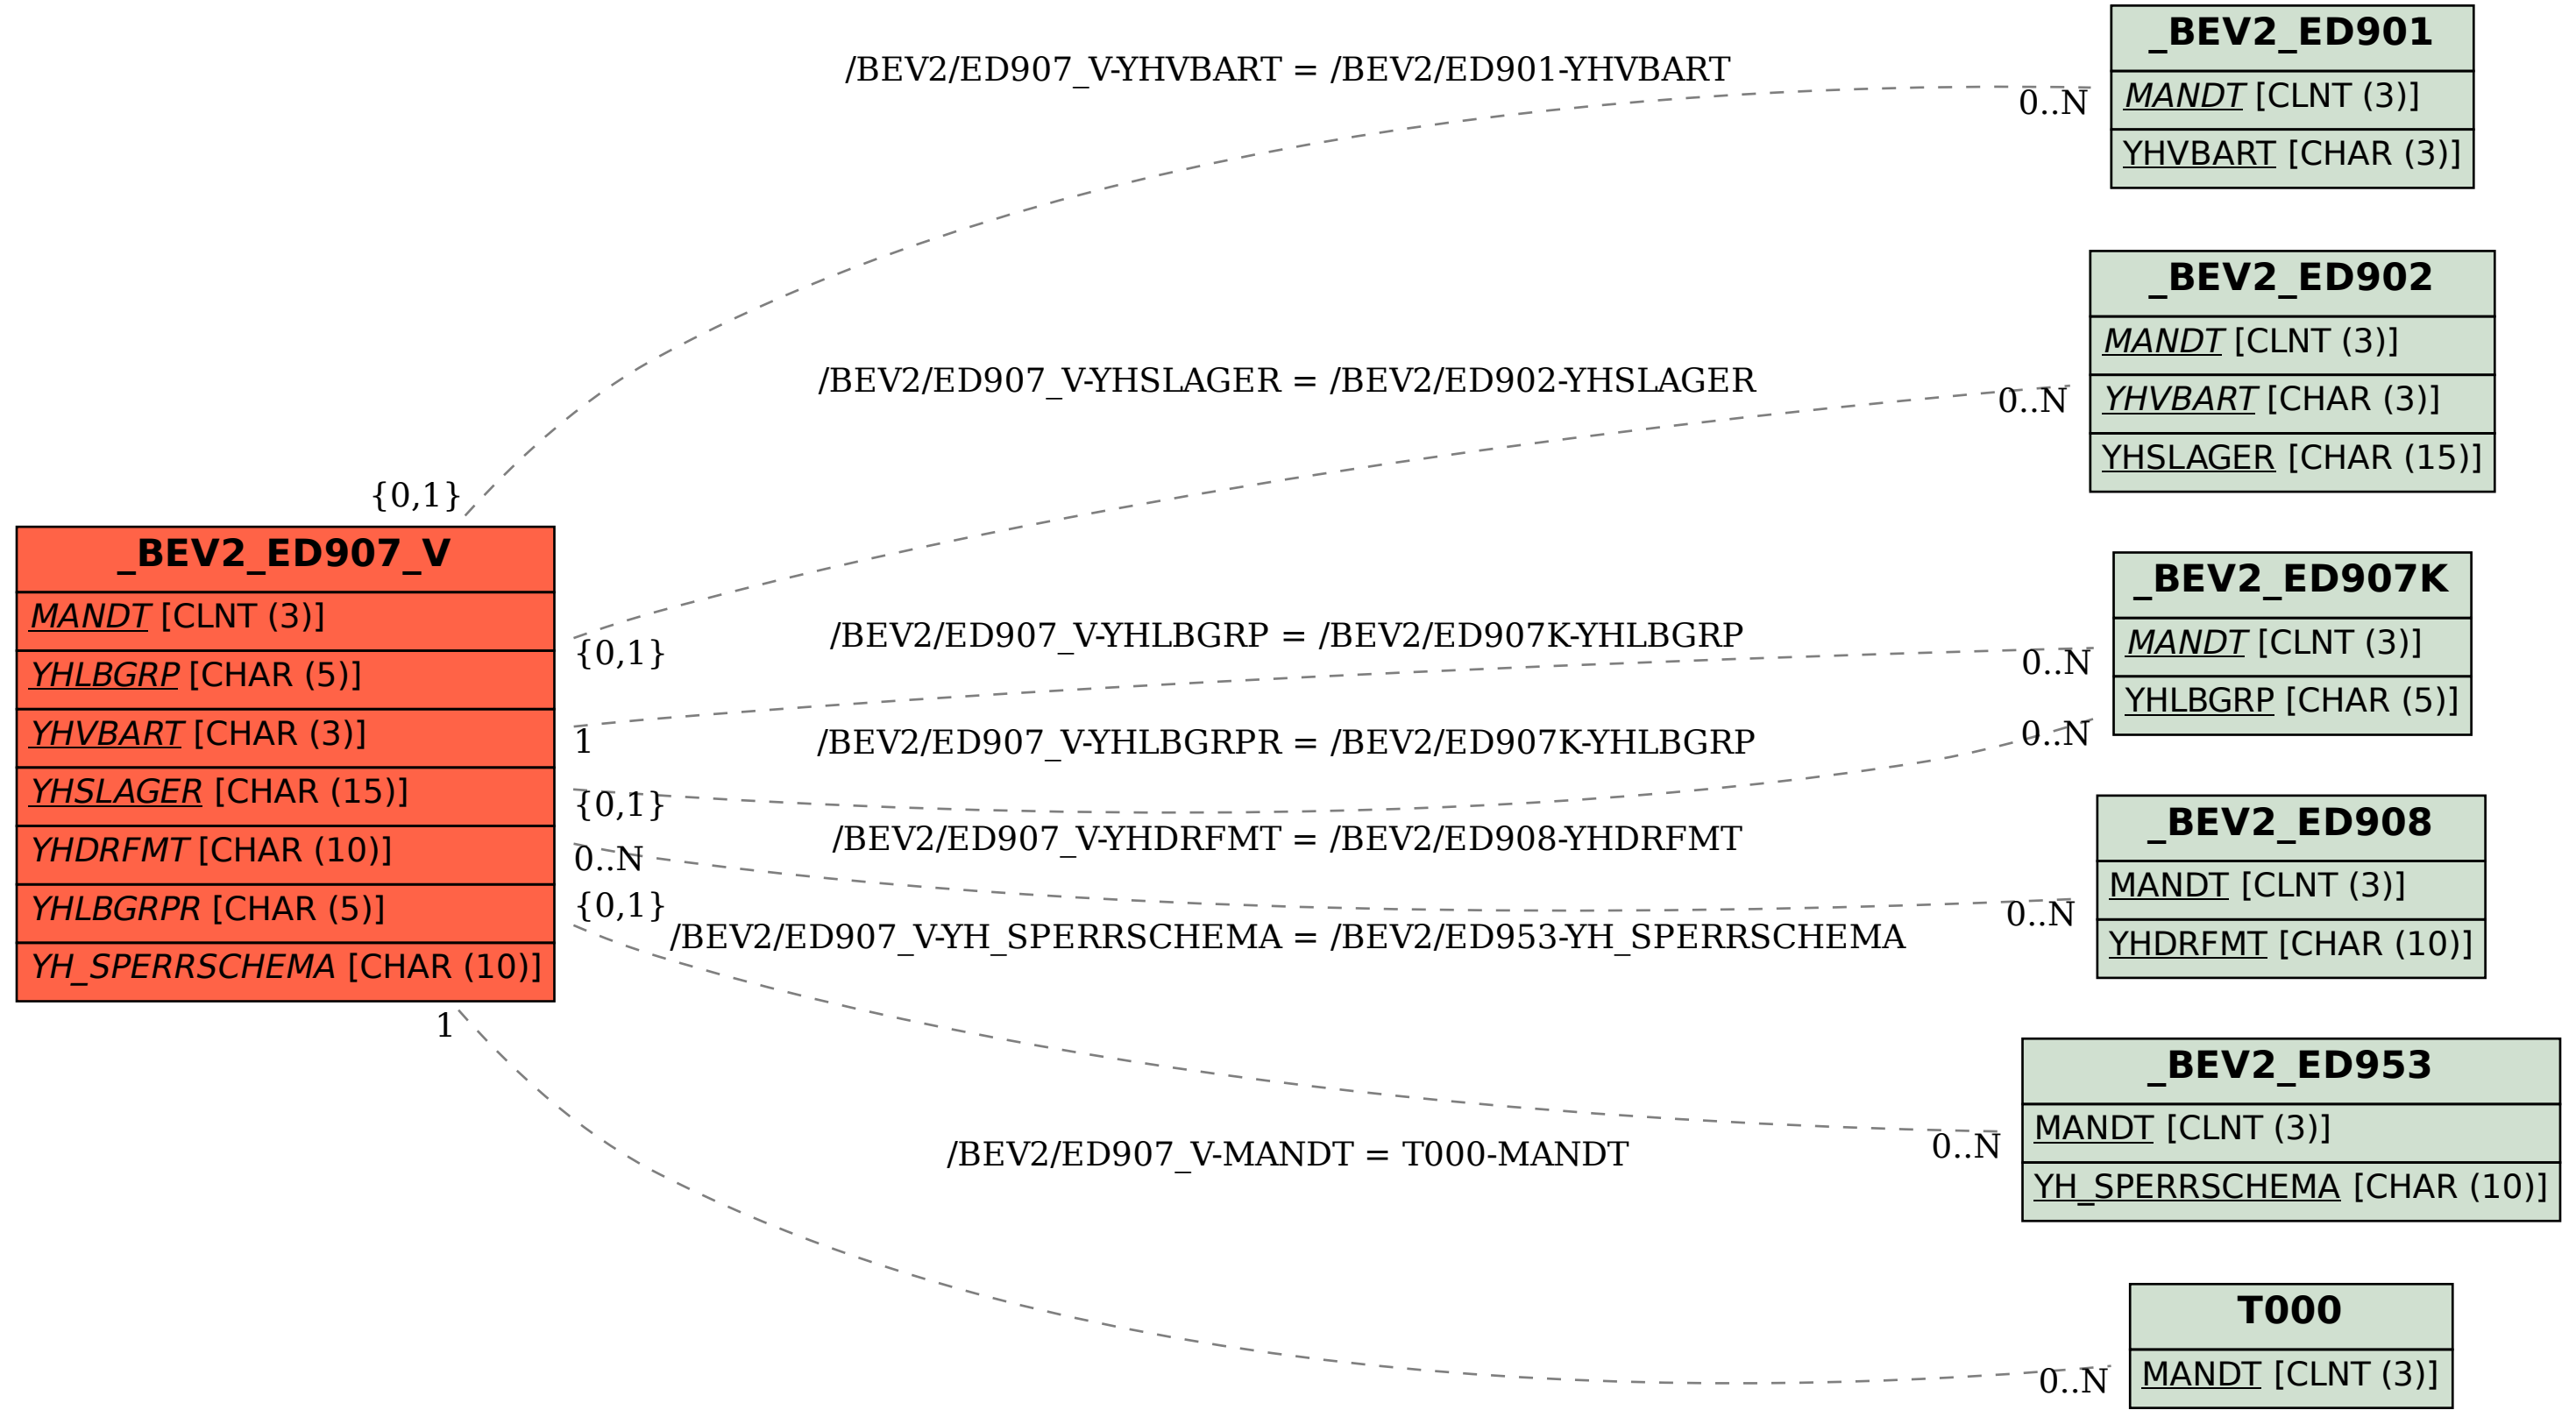 _BEV2_ED907_V
MANDT [CLNT (3)]
YHLBGRP [CHAR (5)]
YHVBART [CHAR (3)]
YHSLAGER [CHAR (15)]
YHDRFMT [CHAR (10)]
YHLBGRPR [CHAR (5)]
YH_SPERRSCHEMA [CHAR (10)]
/BEV2/ED907_V-YHVBART = /BEV2/ED901-YHVBART
{0,1}
0..N
/BEV2/ED907_V-YHSLAGER = /BEV2/ED902-YHSLAGER
{0,1}
0..N
/BEV2/ED907_V-YHLBGRP = /BEV2/ED907K-YHLBGRP
1
0..N
/BEV2/ED907_V-YHLBGRPR = /BEV2/ED907K-YHLBGRP
{0,1}
0..N
/BEV2/ED907_V-YHDRFMT = /BEV2/ED908-YHDRFMT
0..N
0..N
/BEV2/ED907_V-YH_SPERRSCHEMA = /BEV2/ED953-YH_SPERRSCHEMA
{0,1}
0..N
/BEV2/ED907_V-MANDT = T000-MANDT
1
0..N
_BEV2_ED901
MANDT [CLNT (3)]
YHVBART [CHAR (3)]
_BEV2_ED902
MANDT [CLNT (3)]
YHVBART [CHAR (3)]
YHSLAGER [CHAR (15)]
_BEV2_ED907K
MANDT [CLNT (3)]
YHLBGRP [CHAR (5)]
_BEV2_ED908
MANDT [CLNT (3)]
YHDRFMT [CHAR (10)]
_BEV2_ED953
MANDT [CLNT (3)]
YH_SPERRSCHEMA [CHAR (10)]
T000
MANDT [CLNT (3)]